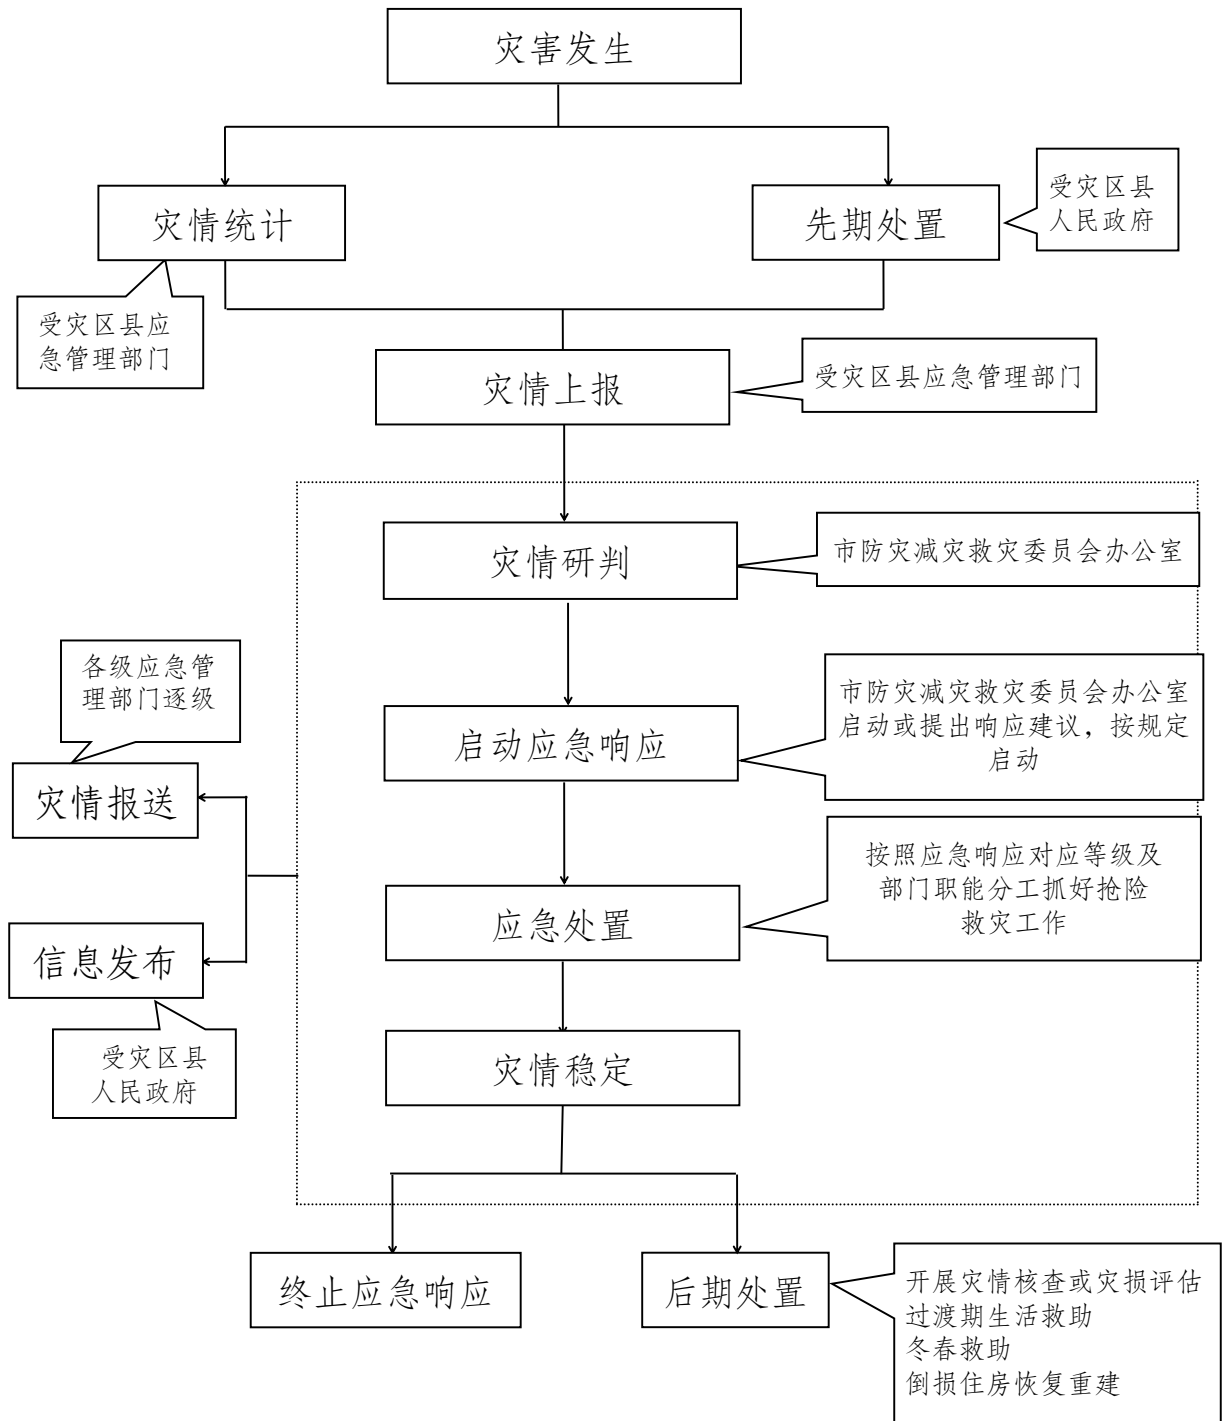 灾害发生
灾情统计
先期处置
受灾区县
人民政府
受灾区县应
急管理部门
灾情上报
受灾区县应急管理部门
灾情研判
市防灾减灾救灾委员会办公室
各级应急管
理部门逐级
启动应急响应
市防灾减灾救灾委员会办公室
启动或提出响应建议，按规定
启动
灾情报送
应急处置
按照应急响应对应等级及
部门职能分工抓好抢险
救灾工作
信息发布
受灾区县
人民政府
灾情稳定
终止应急响应
后期处置
开展灾情核查或灾损评估
过渡期生活救助
冬春救助
倒损住房恢复重建